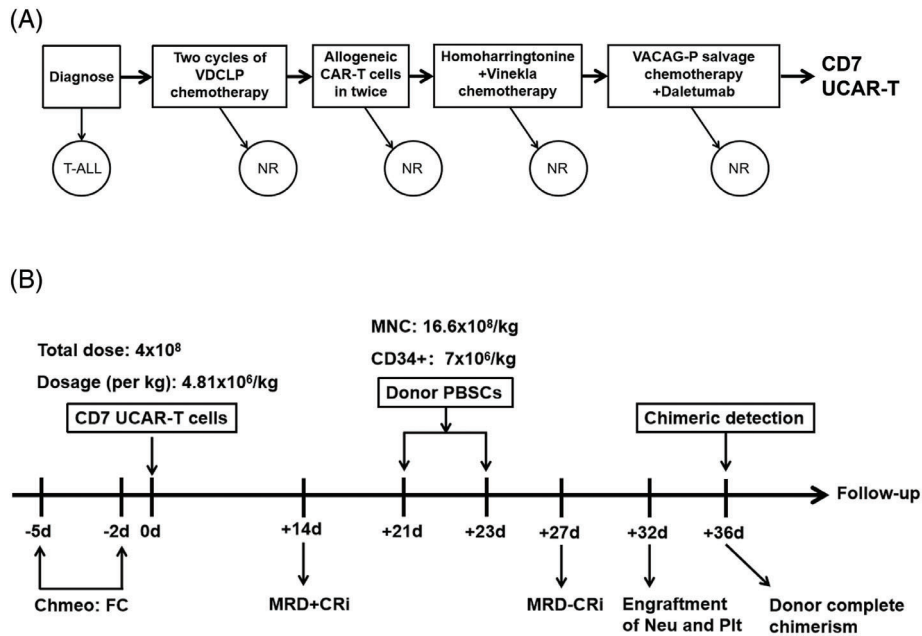 (A)
Diagnose
Two cycles of
VDCLP
chemotherapy
Allogeneic
CAR-T cells
in twice
Homoharringtonine
+Vinekla
chemotherapy
VACAG-P salvage
chemotherapy
+Daletumab
CD7
UCAR-T
T-ALL
NR
NR
NR
NR
(B)
Total dose: 4x10⁸
Dosage (per kg): 4.81x10⁶/kg
CD7 UCAR-T cells
MNC: 16.6x10⁸/kg
CD34+: 7x10⁶/kg
Donor PBSCs
Chimeric detection
Follow-up
-5d
-2d
0d
+14d
+21d
+23d
+27d
+32d
+36d
Chmeo: FC
MRD+CRi
MRD-CRi
Engraftment
of Neu and Plt
Donor complete
chimerism